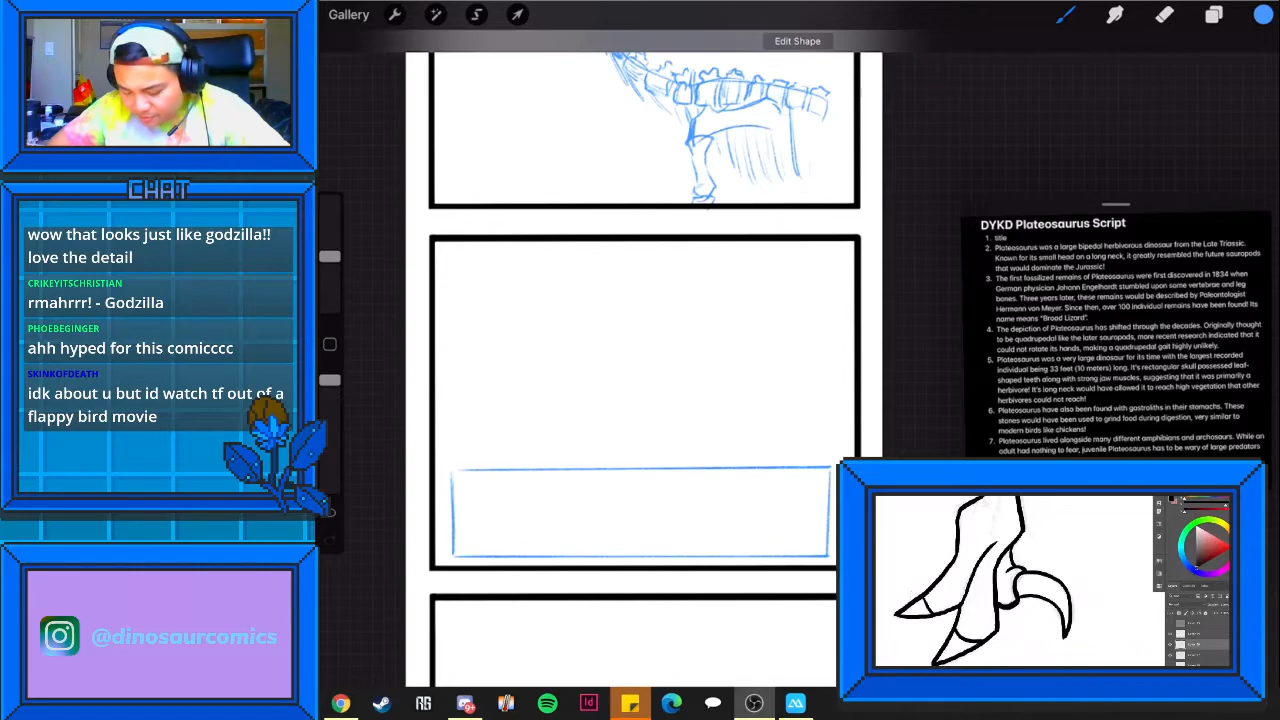 Gallery
Edit Shape
CHAT
wow that looks just like godzilla!!
love the detail
CRIKEYITSCHRISTIAN
rmahrrr! - Godzilla
PHOEBEGINGER
ahh hyped for this comicccc
SKINKOFDEATH
idk about u but id watch tf out of a
flappy bird movie
@dinosaurcomics
DYKD Plateosaurus Script
1. title
2. Plateosaurus was a large bipedal herbivorous dinosaur from the Late Triassic.
Known for its small head on a long neck, it greatly resembled the future sauropods
that would dominate the Jurassic!
3. The first fossilized remains of Plateosaurus were first discovered in 1834 when
German physician Johann Engelhardt stumbled upon some vertebrae and leg
bones. Three years later, these remains would be described by Paleontologist
Hermann von Meyer. Since then, over 100 individual remains have been found! Its
name means "Broad Lizard".
4. The depiction of Plateosaurus has shifted through the decades. Originally thought
to be quadrupedal like the later sauropods, more recent research indicated that it
could not rotate its hands, making a quadrupedal gait highly unlikely.
5. Plateosaurus was a very large dinosaur for its time with the largest recorded
individual being 33 feet (10 meters) long. It's rectangular skull possessed leaf-
shaped teeth along with strong jaw muscles, suggesting that it was primarily a
herbivore! It's long neck would have allowed it to reach high vegetation that other
herbivores could not reach!
6. Plateosaurus have also been found with gastroliths in their stomachs. These
stones would have been used to grind food during digestion, very similar to
modern birds like chickens!
7. Plateosaurus lived alongside many different amphibians and archosaurs. While an
adult had nothing to fear, juvenile Plateosaurus has to be wary of large predators
Id